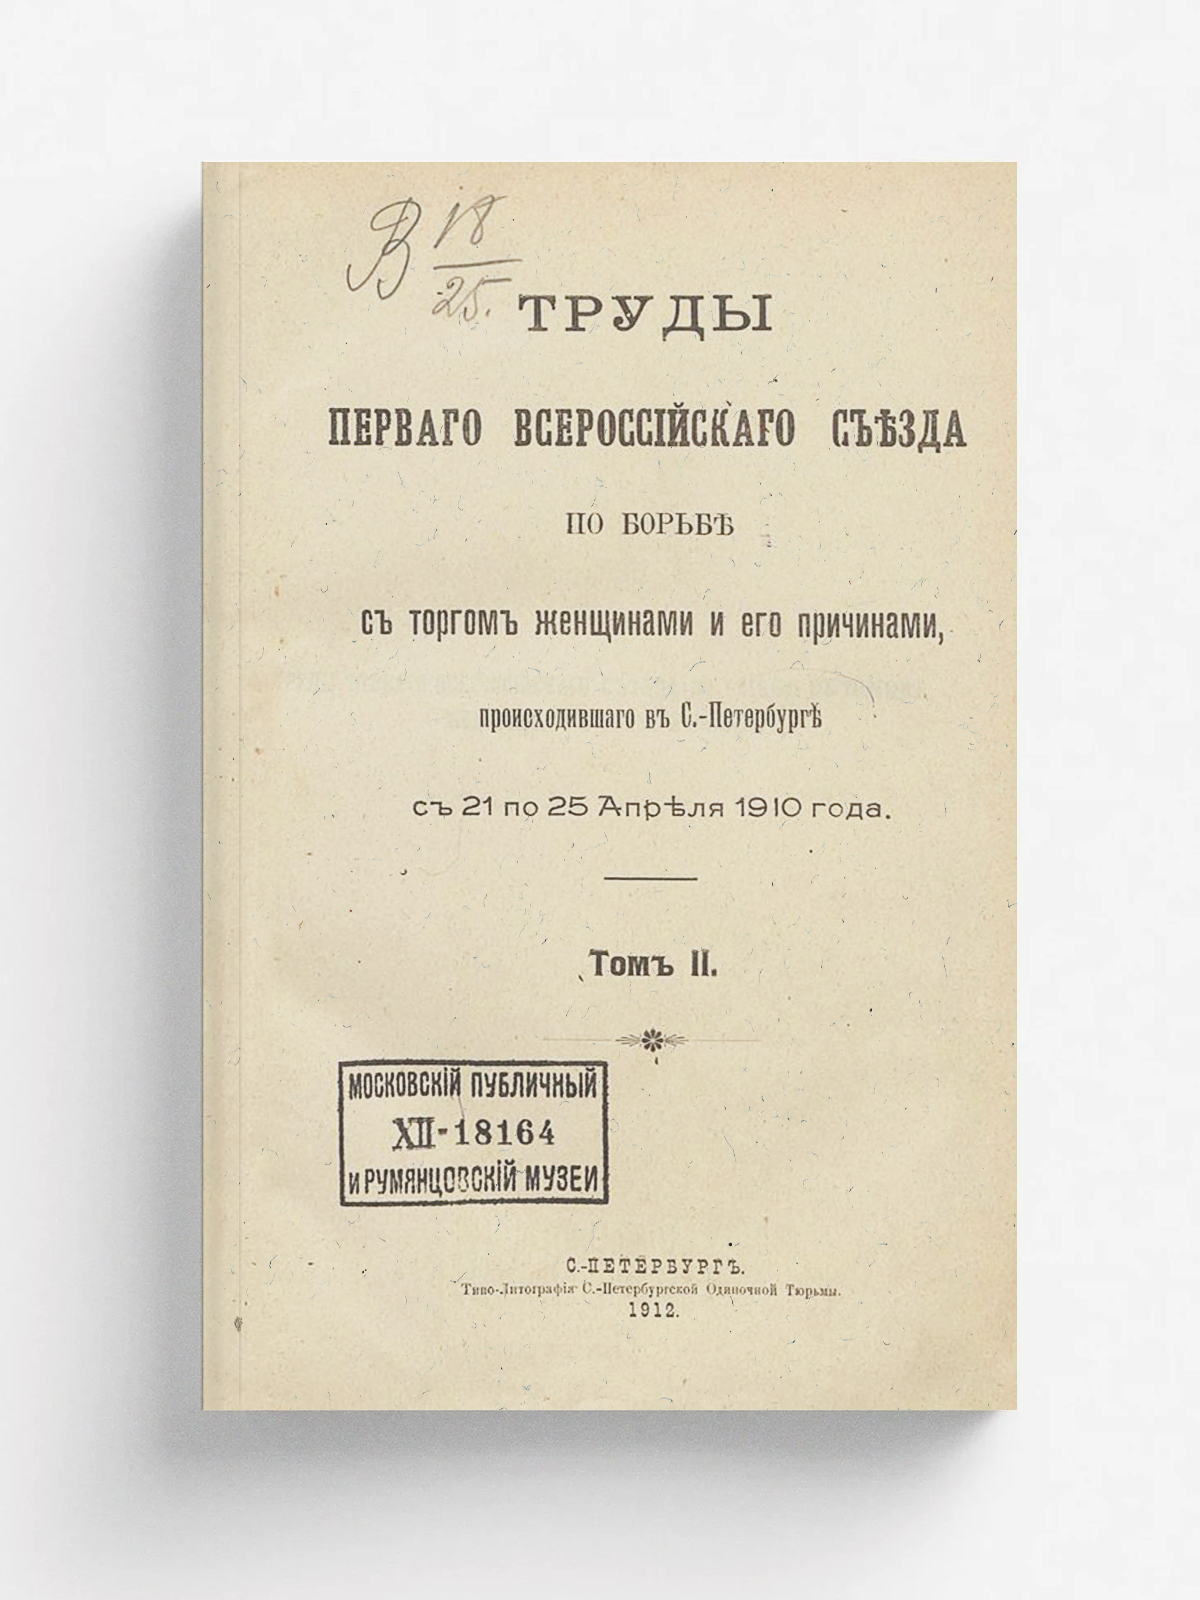 В 18
25.
ТРУДЫ
ПЕРВАГО ВСЕРОССІЙСКАГО СЪѢЗДА
ПО БОРЬБѢ
съ торгомъ женщинами и его причинами,
происходившаго въ С.-Петербургѣ
съ 21 по 25 Апрѣля 1910 года.
Томъ II.
МОСКОВСКІЙ ПУБЛИЧНЫЙ
XII-18164
и РУМЯНЦОВСКІЙ МУЗЕИ
С.-ПЕТЕРБУРГЪ.
Типо-Литографія С.-Петербургской Одиночной Тюрьмы.
1912.